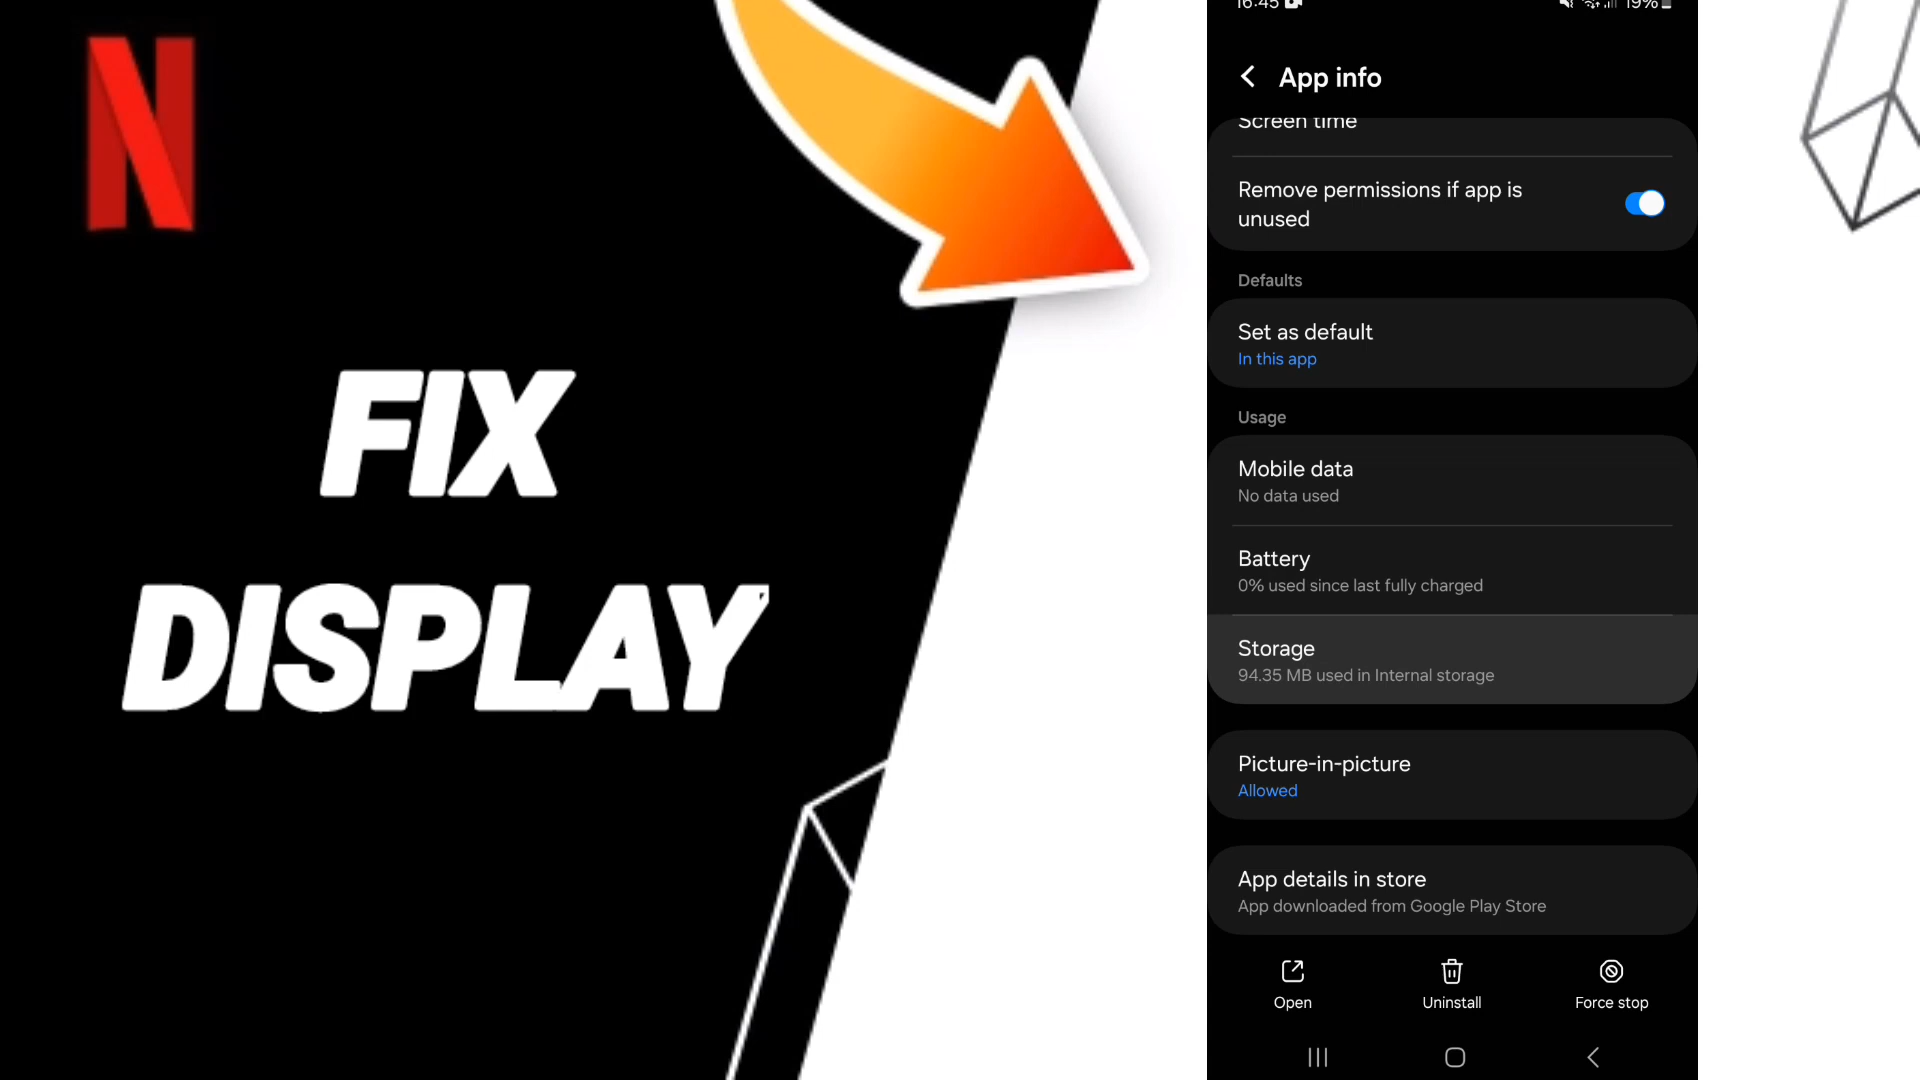 N
FIX
DISPLAY
16:45
19%
App info
Screen time
Remove permissions if app is
unused
Defaults
Set as default
In this app
Usage
Mobile data
No data used
Battery
0% used since last fully charged
Storage
94.35 MB used in Internal storage
Picture-in-picture
Allowed
App details in store
App downloaded from Google Play Store
Open
Uninstall
Force stop